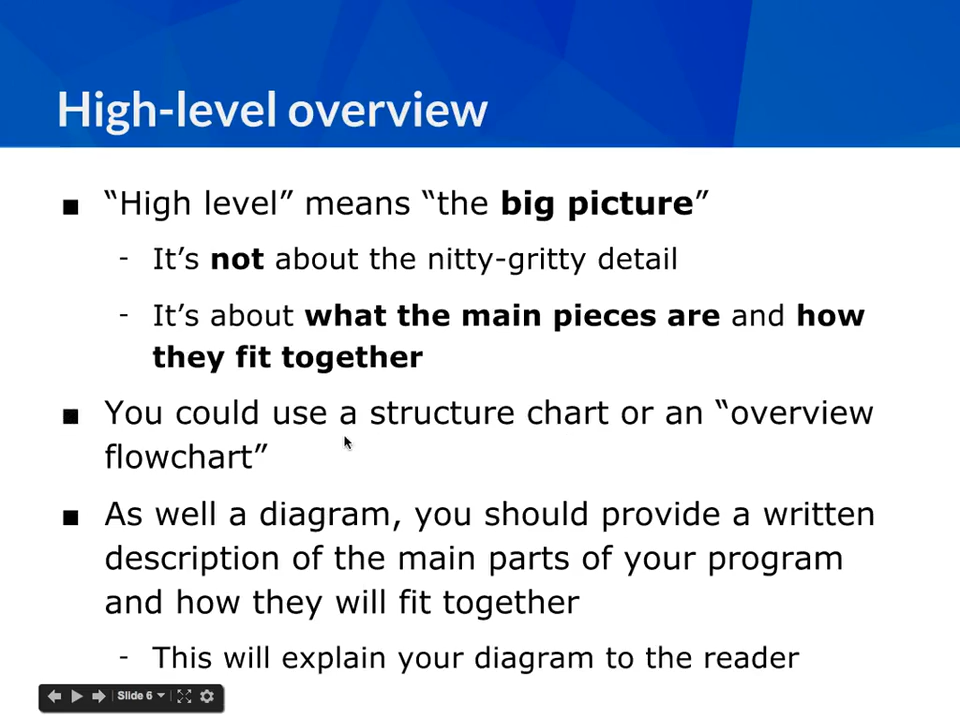 High-level overview
■ “High level” means “the big picture”
- It’s not about the nitty-gritty detail
- It’s about what the main pieces are and how
they fit together
■ You could use a structure chart or an “overview
flowchart”
■ As well a diagram, you should provide a written
description of the main parts of your program
and how they will fit together
- This will explain your diagram to the reader
Slide 6